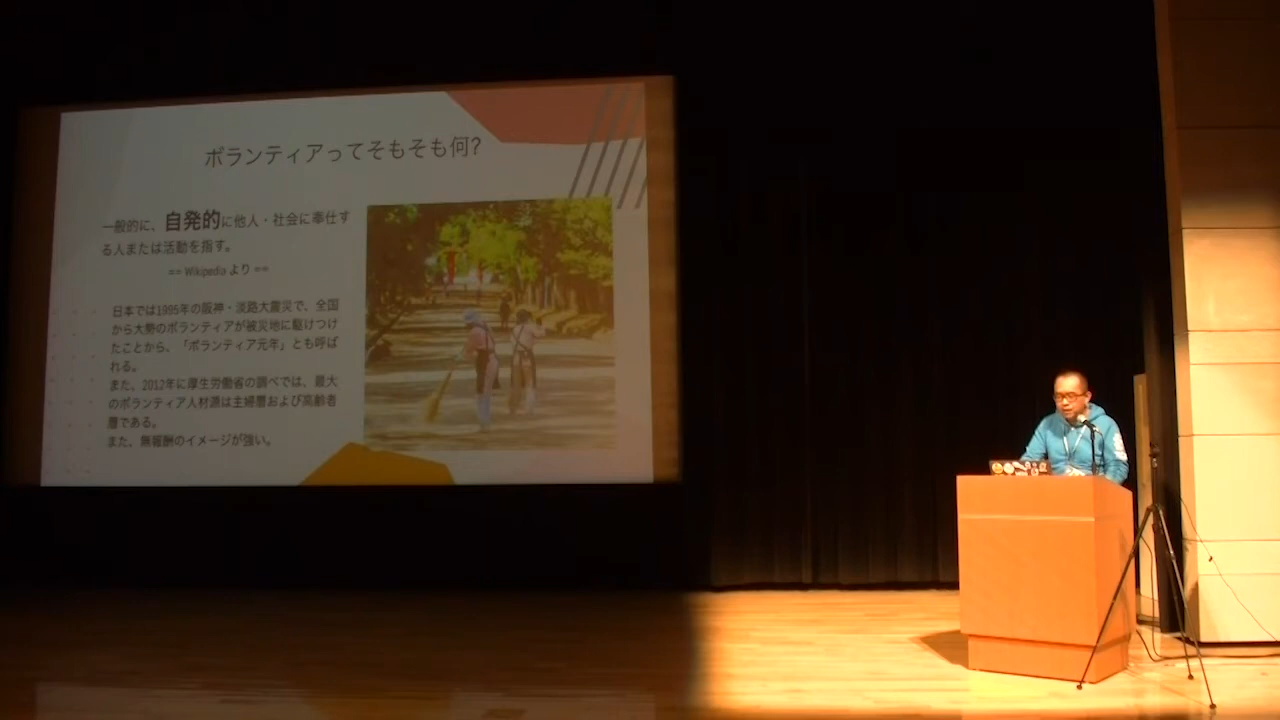 ボランティアってそもそも何?
一般的に、自発的に他人・社会に奉仕す
る人または活動を指す。
== Wikipedia より ==
日本では1995年の阪神・淡路大震災で、全国
から大勢のボランティアが被災地に駆けつけ
たことから、「ボランティア元年」とも呼ば
れる。
また、2012年に厚生労働省の調べでは、最大
のボランティア人材源は主婦層および高齢者
層である。
また、無報酬のイメージが強い。